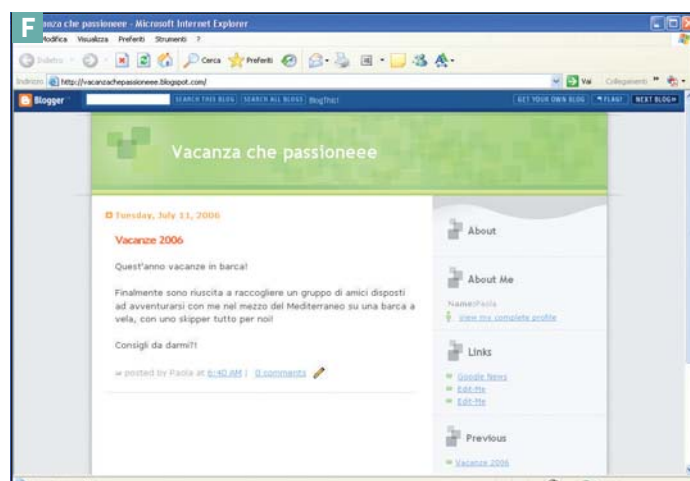 F
anza che passioneee - Microsoft Internet Explorer
Modifica Visualizza Preferiti Strumenti ?
Indietro Cerca Preferiti
Indirizzo http://vacanzachepassioneee.blogspot.com/ Vai Collegamenti »
Blogger SEARCH THIS BLOG SEARCH ALL BLOGS BlogThis! GET YOUR OWN BLOG FLAG? NEXT BLOG»
Vacanza che passioneee
Tuesday, July 11, 2006
Vacanze 2006
Quest'anno vacanze in barca!
Finalmente sono riuscita a raccogliere un gruppo di amici disposti
ad avventurarsi con me nel mezzo del Mediterraneo su una barca a
vela, con uno skipper tutto per noi!
Consigli da darmi?!
posted by Paola at 6:40 AM | 0 comments
About
About Me
Name: Paola
View my complete profile
Links
Google News
Edit-Me
Edit-Me
Previous
Vacanze 2006